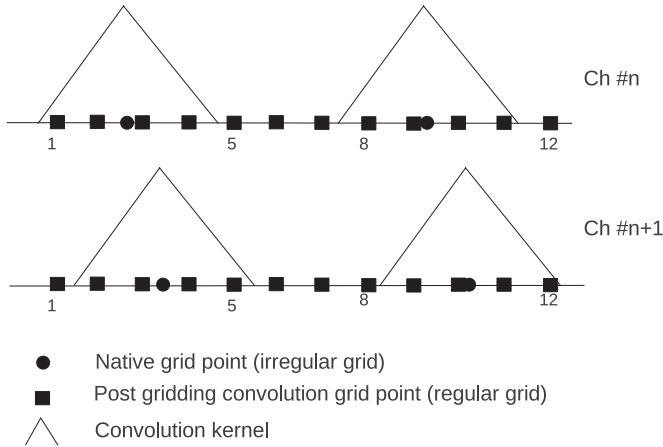 Ch #n
1 5 8 12
Ch #n+1
1 5 8 12
Native grid point (irregular grid)
Post gridding convolution grid point (regular grid)
Convolution kernel